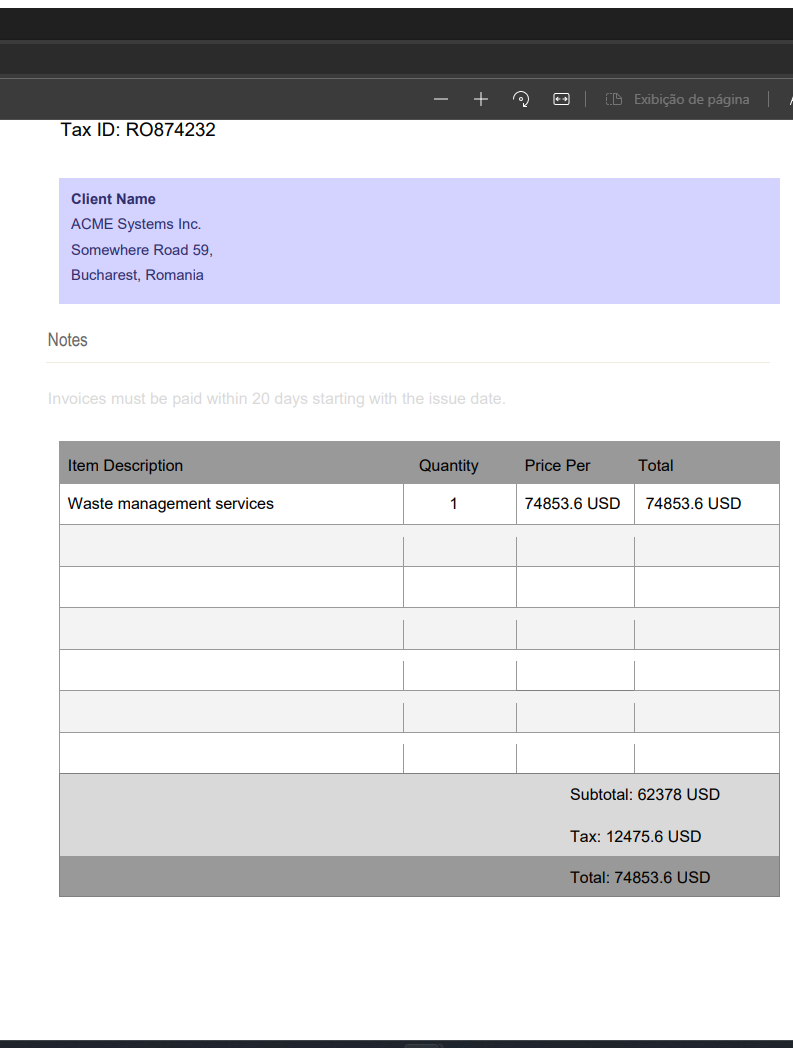 Exibição de página
Tax ID: RO874232
Client Name
ACME Systems Inc.
Somewhere Road 59,
Bucharest, Romania
Notes
Invoices must be paid within 20 days starting with the issue date.
Item Description Quantity Price Per Total
Waste management services 1 74853.6 USD 74853.6 USD
Subtotal: 62378 USD
Tax: 12475.6 USD
Total: 74853.6 USD